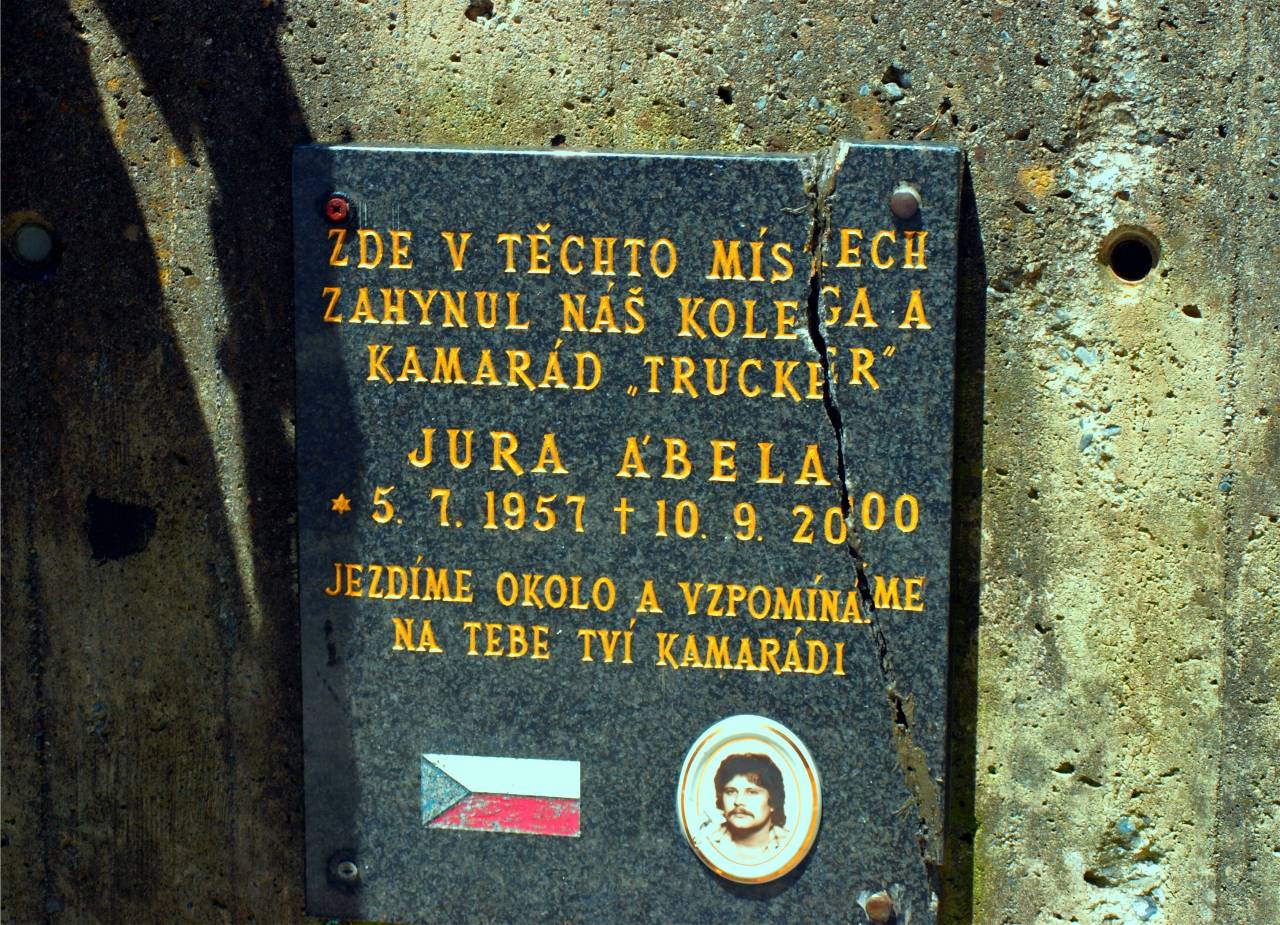 ZDE V TĚCHTO MÍSTECH
ZAHYNUL NÁŠ KOLEGA A
KAMARÁD „TRUCKER"
JURA ÁBELA
* 5. 7. 1957 † 10. 9. 2000
JEZDÍME OKOLO A VZPOMÍNÁME
NA TEBE TVÍ KAMARÁDI